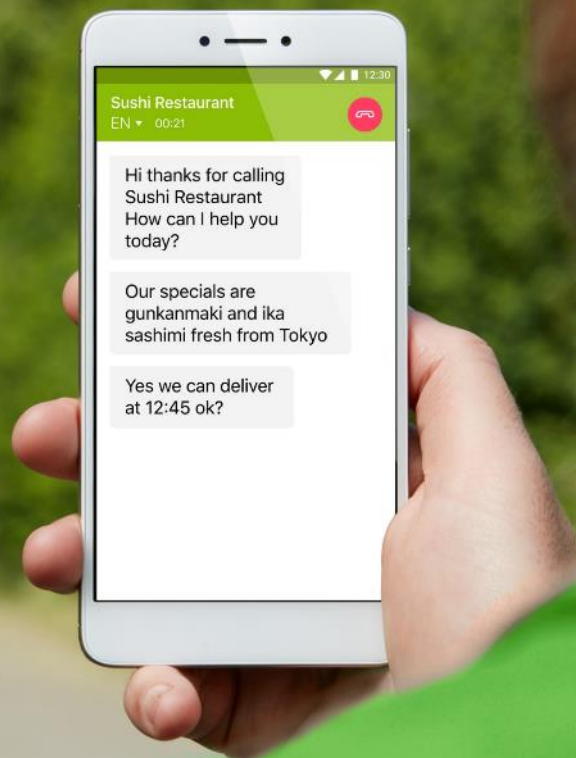 12:30
Sushi Restaurant
EN 00:21
Hi thanks for calling
Sushi Restaurant
How can I help you
today?
Our specials are
gunkanmaki and ika
sashimi fresh from Tokyo
Yes we can deliver
at 12:45 ok?